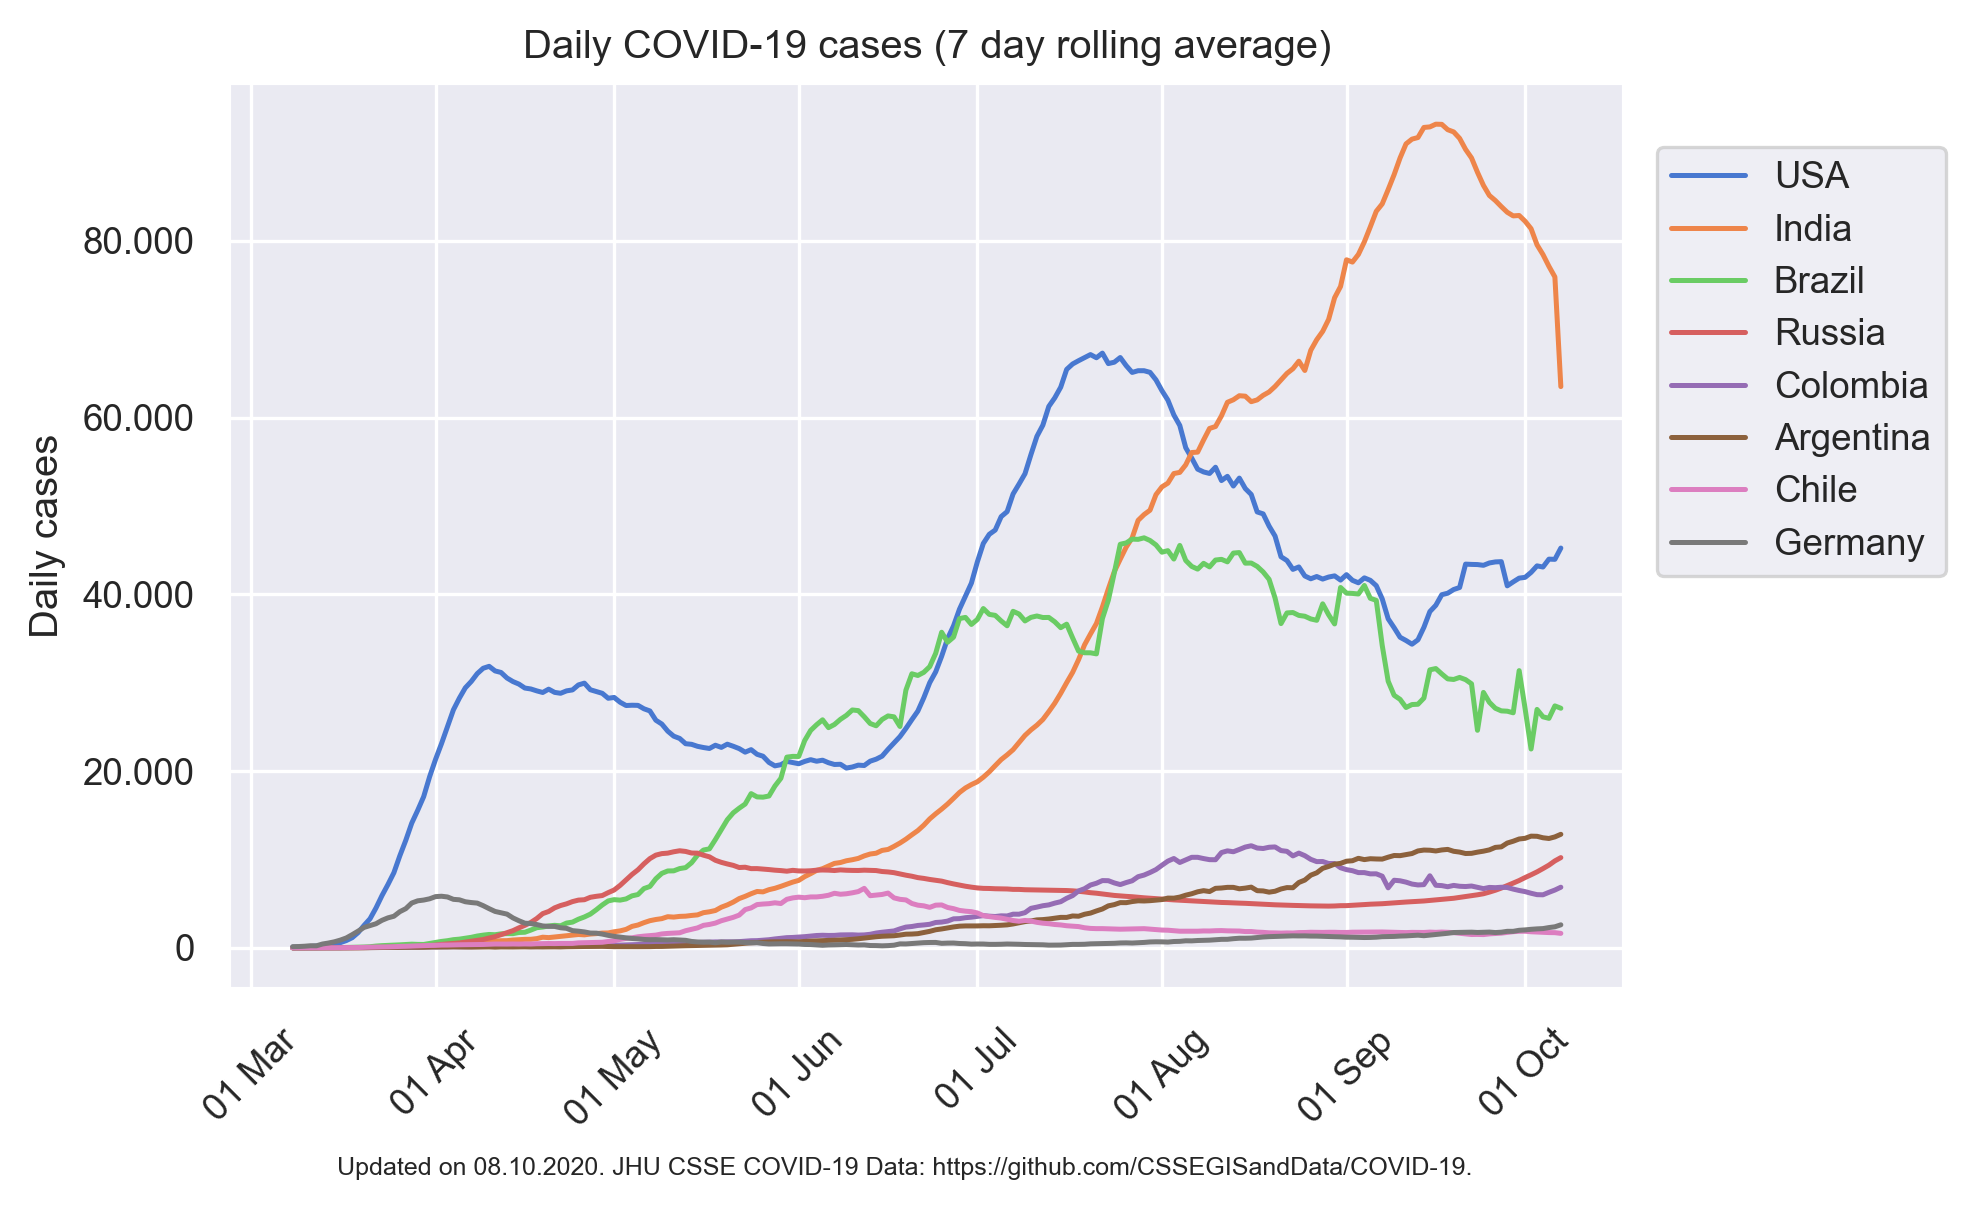 Daily COVID-19 cases (7 day rolling average)
Daily cases
80.000
60.000
40.000
20.000
0
01 Mar
01 Apr
01 May
01 Jun
01 Jul
01 Aug
01 Sep
01 Oct
USA
India
Brazil
Russia
Colombia
Argentina
Chile
Germany
Updated on 08.10.2020. JHU CSSE COVID-19 Data: https://github.com/CSSEGISandData/COVID-19.